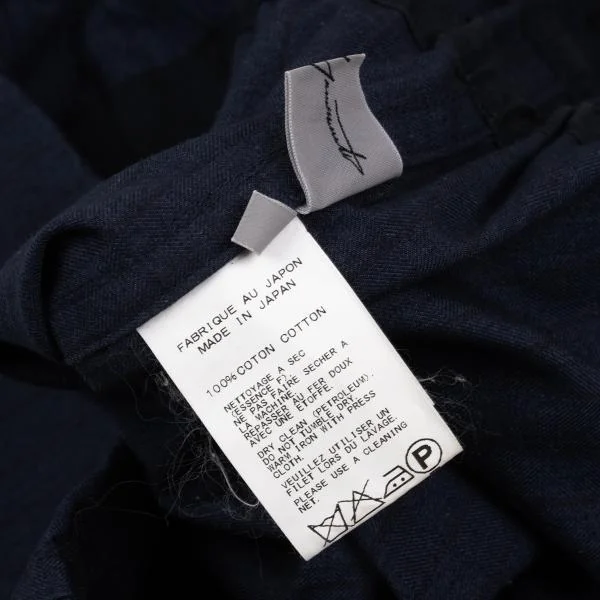 FABRIQUE AU JAPON
MADE IN JAPAN
100% COTON COTTON
NETTOYAGE A SEC
(ESSENCE F).
NE PAS FAIRE SECHER A
LA MACHINE.
REPASSER AU FER DOUX
AVEC UNE ETOFFE.
DRY CLEAN (PETROLEUM).
DO NOT TUMBLE DRY.
WARM IRON WITH PRESS
CLOTH.
VEUILLEZ UTILISER UN
FILET LORS DU LAVAGE.
PLEASE USE A CLEANING
NET.
P